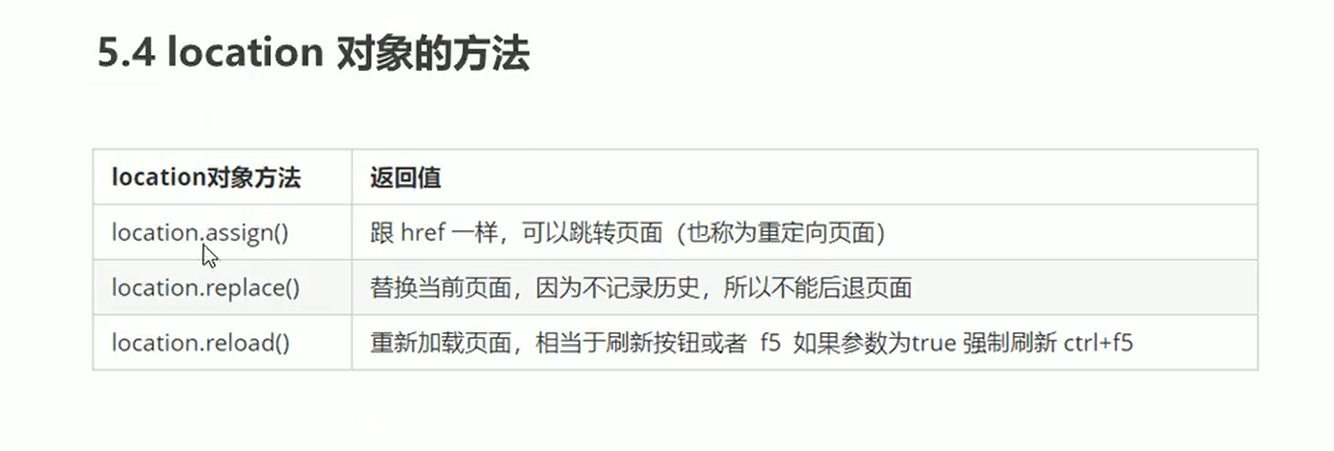 5.4 location 对象的方法
location对象方法 返回值
location.assign() 跟 href 一样，可以跳转页面（也称为重定向页面）
location.replace() 替换当前页面，因为不记录历史，所以不能后退页面
location.reload() 重新加载页面，相当于刷新按钮或者 f5 如果参数为true 强制刷新 ctrl+f5